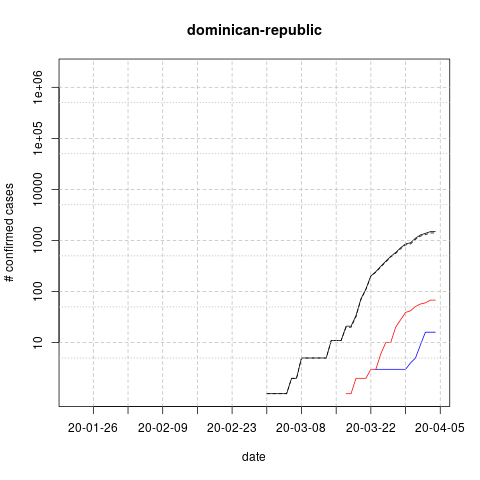 dominican-republic
# confirmed cases
1e+06
1e+05
10000
1000
100
10
20-01-26 20-02-09 20-02-23 20-03-08 20-03-22 20-04-05
date